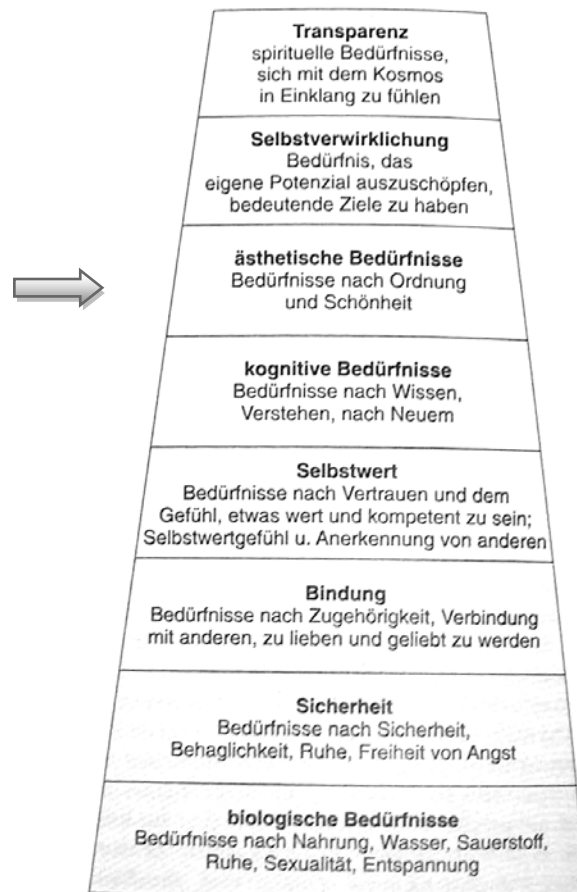 Transparenz
spirituelle Bedürfnisse,
sich mit dem Kosmos
in Einklang zu fühlen
Selbstverwirklichung
Bedürfnis, das
eigene Potenzial auszuschöpfen,
bedeutende Ziele zu haben
ästhetische Bedürfnisse
Bedürfnisse nach Ordnung
und Schönheit
kognitive Bedürfnisse
Bedürfnisse nach Wissen,
Verstehen, nach Neuem
Selbstwert
Bedürfnisse nach Vertrauen und dem
Gefühl, etwas wert und kompetent zu sein;
Selbstwertgefühl u. Anerkennung von anderen
Bindung
Bedürfnisse nach Zugehörigkeit, Verbindung
mit anderen, zu lieben und geliebt zu werden
Sicherheit
Bedürfnisse nach Sicherheit,
Behaglichkeit, Ruhe, Freiheit von Angst
biologische Bedürfnisse
Bedürfnisse nach Nahrung, Wasser, Sauerstoff,
Ruhe, Sexualität, Entspannung